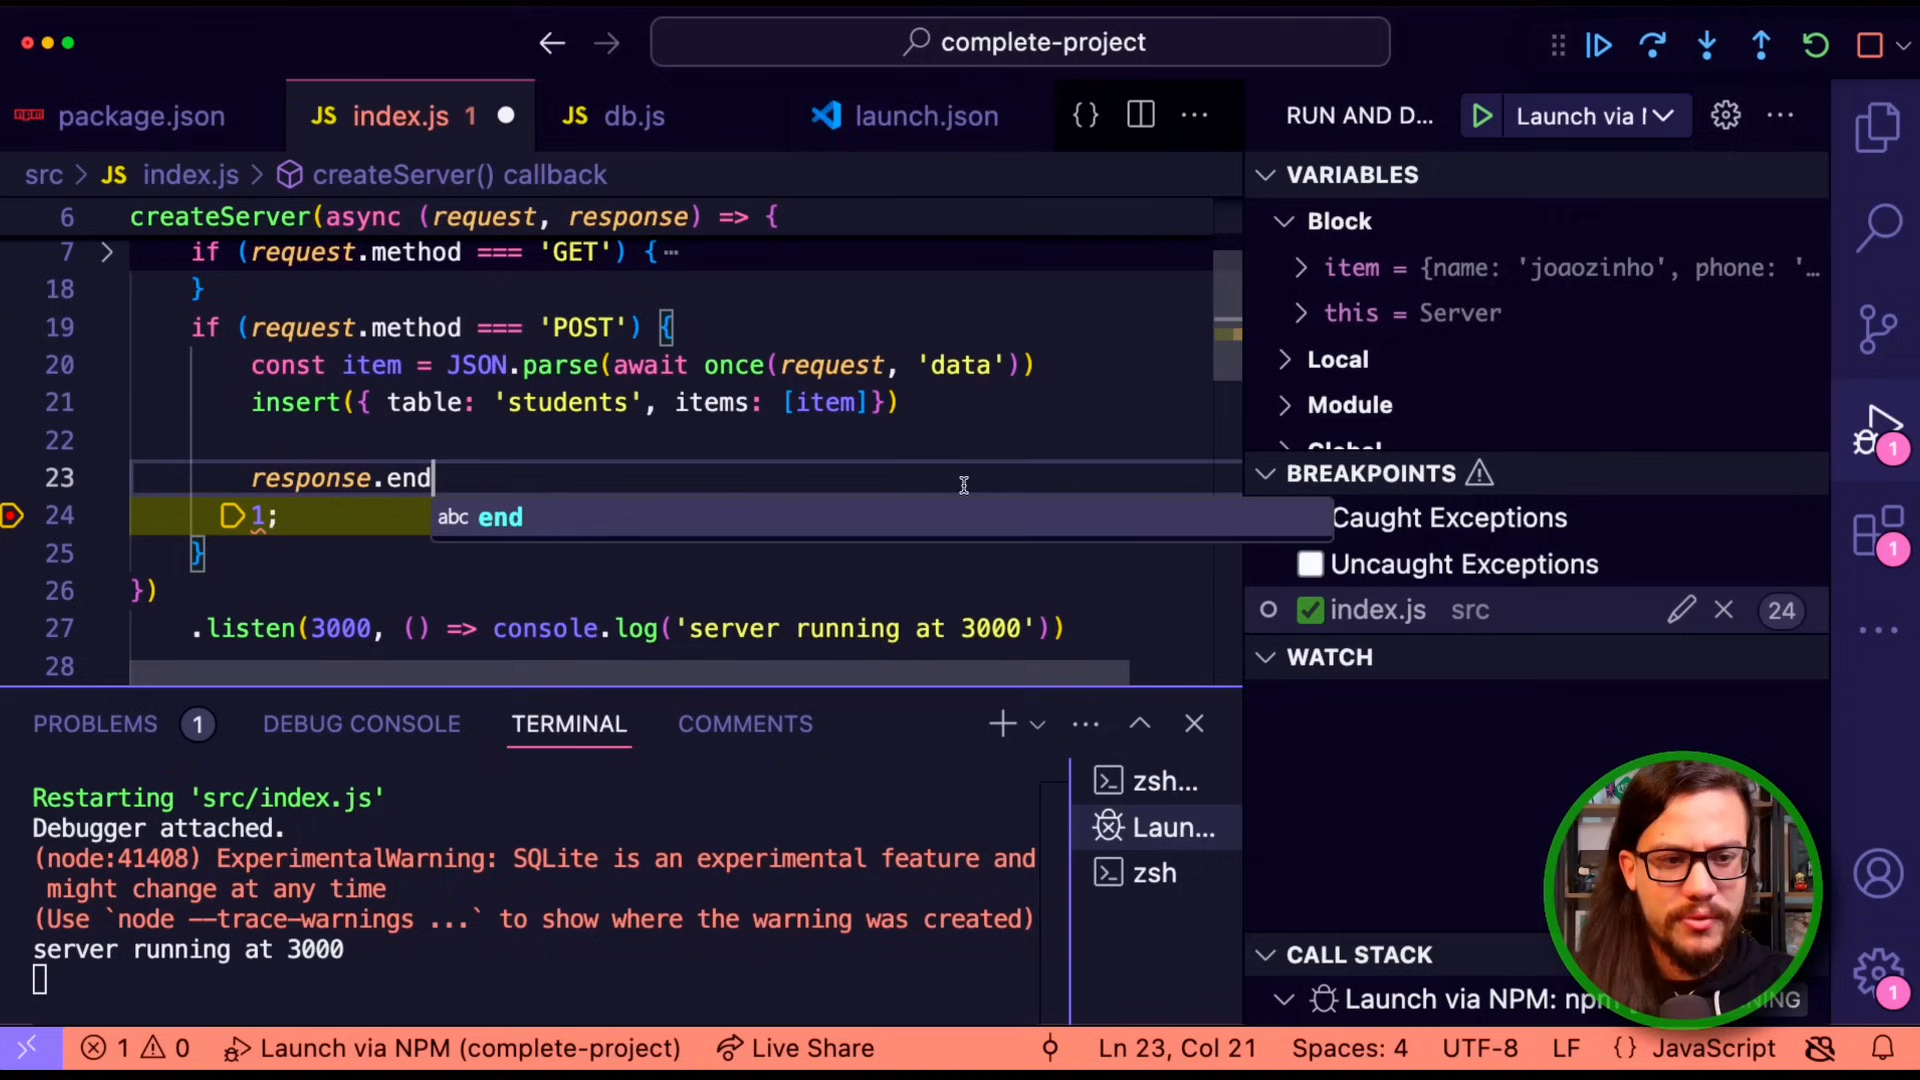 complete-project
package.json
JS index.js 1
JS db.js
launch.json
{}
RUN AND D...
Launch via
src > JS index.js > createServer() callback
6 createServer(async (request, response) => {
7 if (request.method === 'GET') {…
18 }
19 if (request.method === 'POST') {
20 const item = JSON.parse(await once(request, 'data'))
21 insert({ table: 'students', items: [item]})
22
23 response.end
24 1;
abc end
25 }
26 })
27 .listen(3000, () => console.log('server running at 3000'))
28
VARIABLES
Block
item = {name: 'joaozinho', phone: '...
this = Server
Local
Module
Global
BREAKPOINTS
Caught Exceptions
Uncaught Exceptions
index.js src 24
WATCH
CALL STACK
Launch via NPM: npm
1
1
1
PROBLEMS 1
DEBUG CONSOLE
TERMINAL
COMMENTS
Restarting 'src/index.js'
Debugger attached.
(node:41408) ExperimentalWarning: SQLite is an experimental feature and
might change at any time
(Use `node --trace-warnings ...` to show where the warning was created)
server running at 3000
zsh...
Laun...
zsh
1 0
Launch via NPM (complete-project)
Live Share
Ln 23, Col 21
Spaces: 4
UTF-8
LF
{} JavaScript